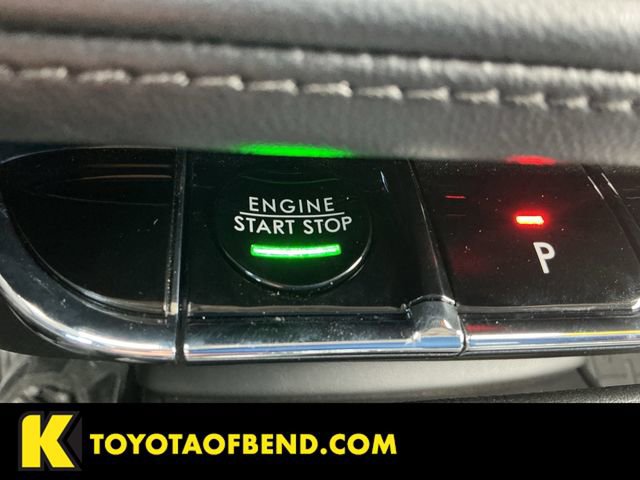 ENGINE
START STOP
P
K TOYOTAOFBEND.COM